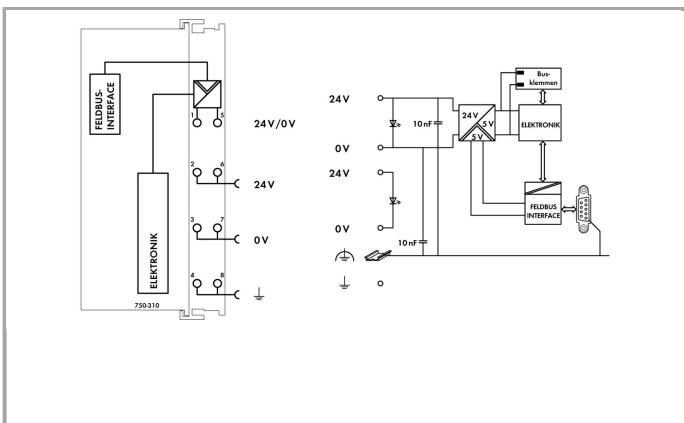 FELDBUS-
INTERFACE
ELEKTRONIK
750-310
1 5
24V/0V
2 6
24V
3 7
0V
4 8
24V
0V
24V
0V
10nF
10nF
24V
5V
5V
Bus-
klemmen
ELEKTRONIK
FELDBUS
INTERFACE